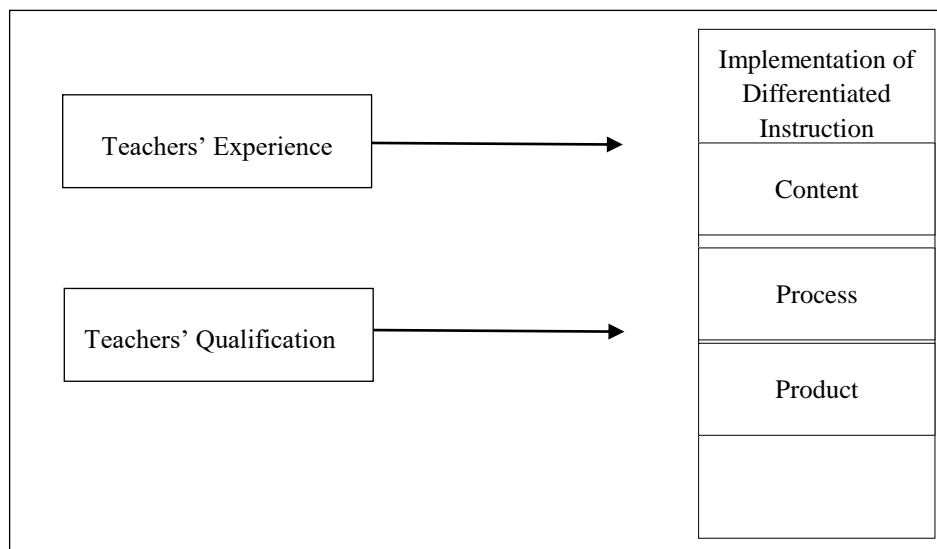 Implementation of
Differentiated
Instruction
Teachers’ Experience
Content
Process
Teachers’ Qualification
Product